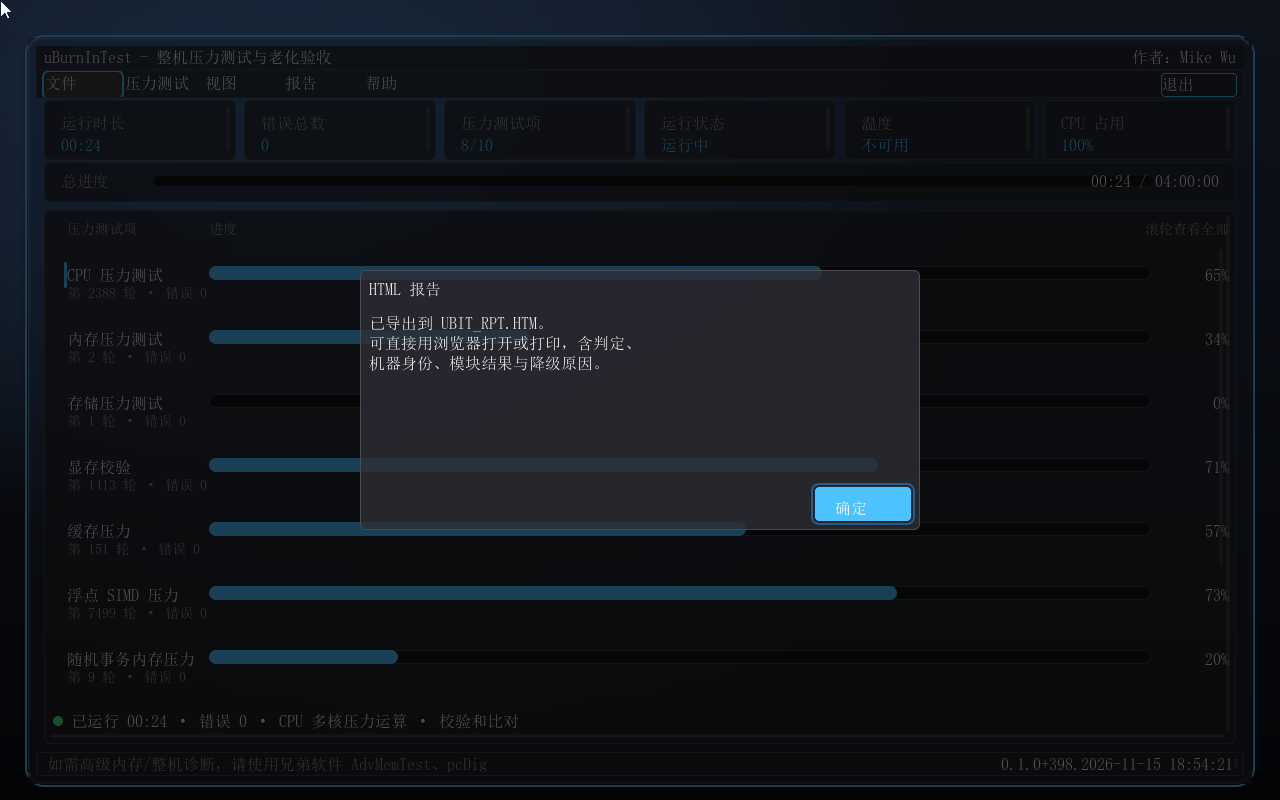 uBurnInTest - 整机压力测试与老化验收 作者: Mike Wu
文件 压力测试 视图 报告 帮助 退出
运行时长 错误总数 压力测试项 运行状态 温度 CPU 占用
00:24 0 8/10 运行中 不可用 100%
总进度 00:24 / 04:00:00
压力测试项 进度 滚轮查看全部
CPU 压力测试 65%
第 2388 轮 • 错误 0
HTML 报告
已导出到 UBIT_RPT.HTM。
可直接用浏览器打开或打印，含判定、
机器身份、模块结果与降级原因。
确定
内存压力测试 34%
第 2 轮 • 错误 0
存储压力测试 0%
第 1 轮 • 错误 0
显存校验 71%
第 1413 轮 • 错误 0
缓存压力 57%
第 151 轮 • 错误 0
浮点 SIMD 压力 73%
第 7499 轮 • 错误 0
随机事务内存压力 20%
第 9 轮 • 错误 0
已运行 00:24 • 错误 0 • CPU 多核压力运算 • 校验和比对
如需高级内存/整机诊断，请使用兄弟软件 AdvMemTest、pcDig 0.1.0+398.2026-11-15 18:54:21